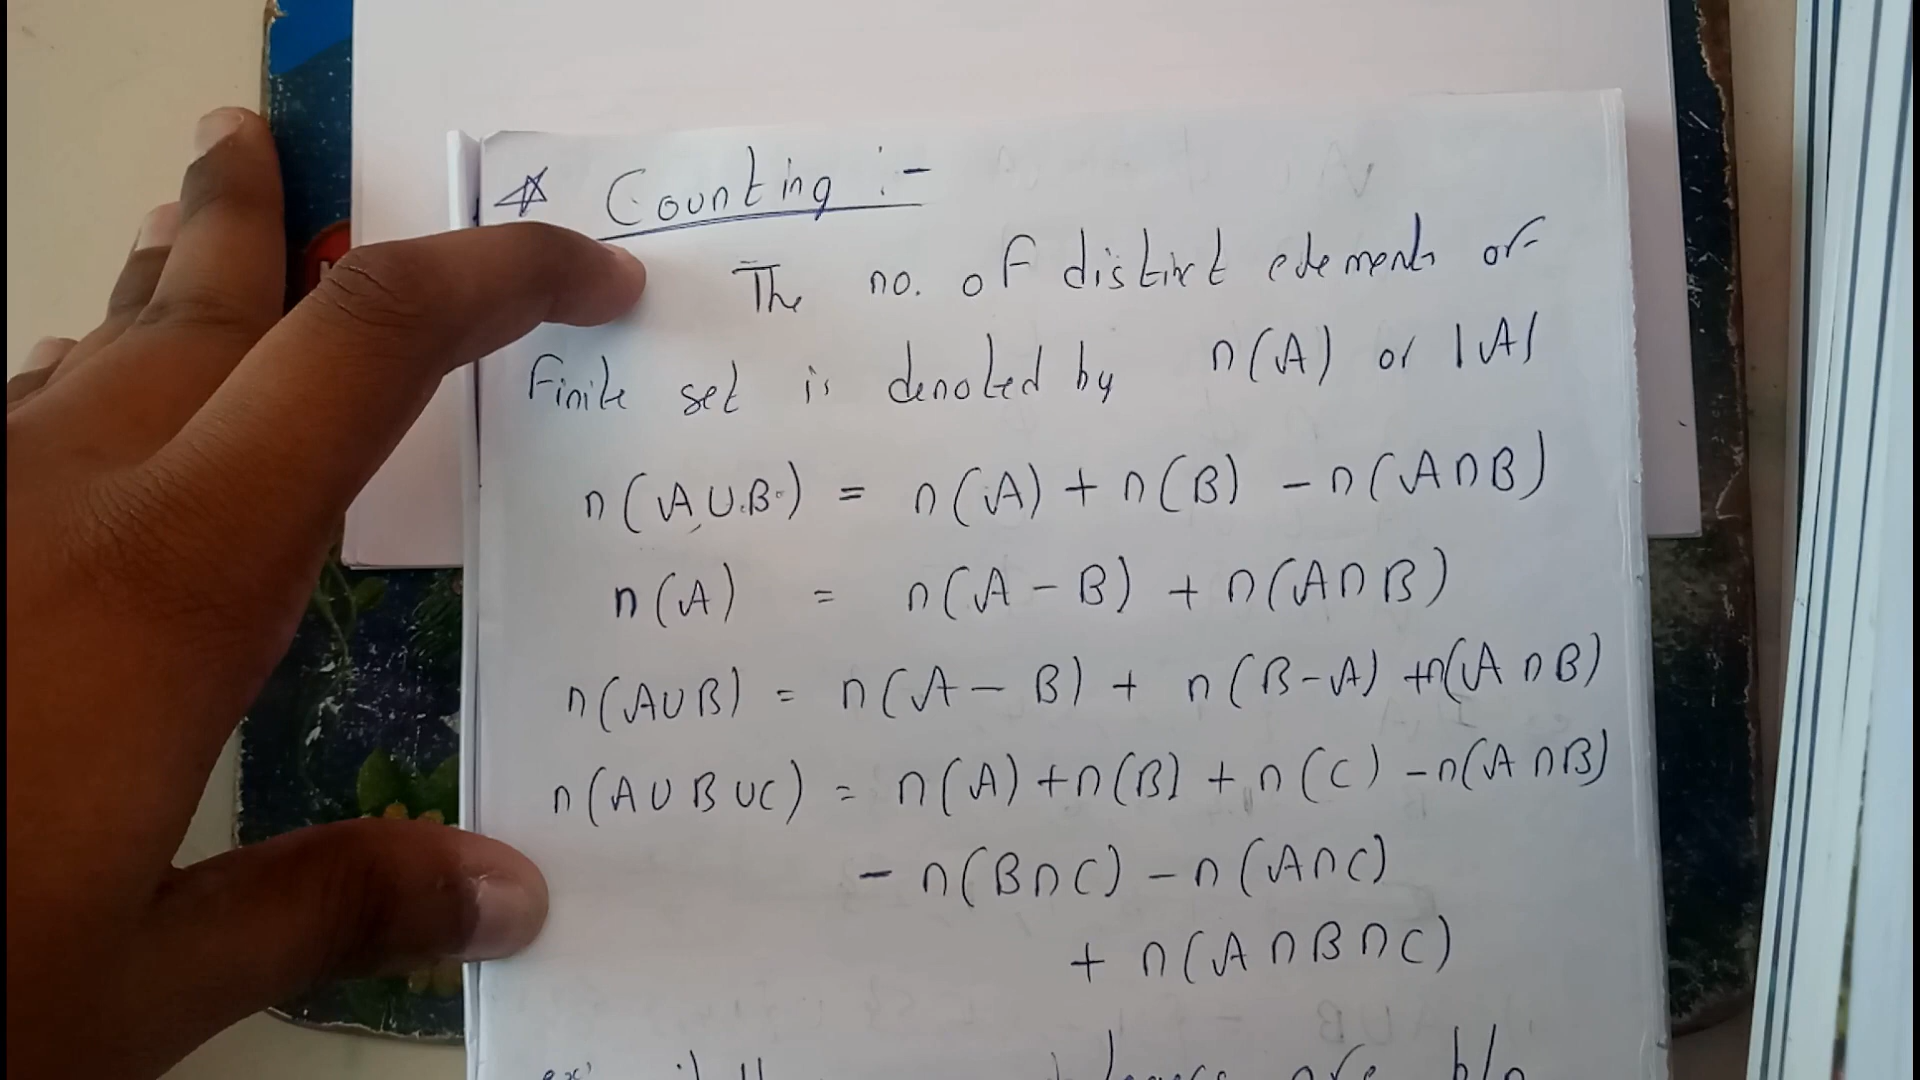 Counting :-
The no. of distinct elements of
finite set is denoted by n(A) or |A|
n(A∪B) = n(A) + n(B) - n(A∩B)
n(A) = n(A - B) + n(A∩B)
n(A∪B) = n(A - B) + n(B-A) + n(A∩B)
n(A∪B∪C) = n(A) + n(B) + n(C) - n(A∩B)
- n(B∩C) - n(A∩C)
+ n(A∩B∩C)